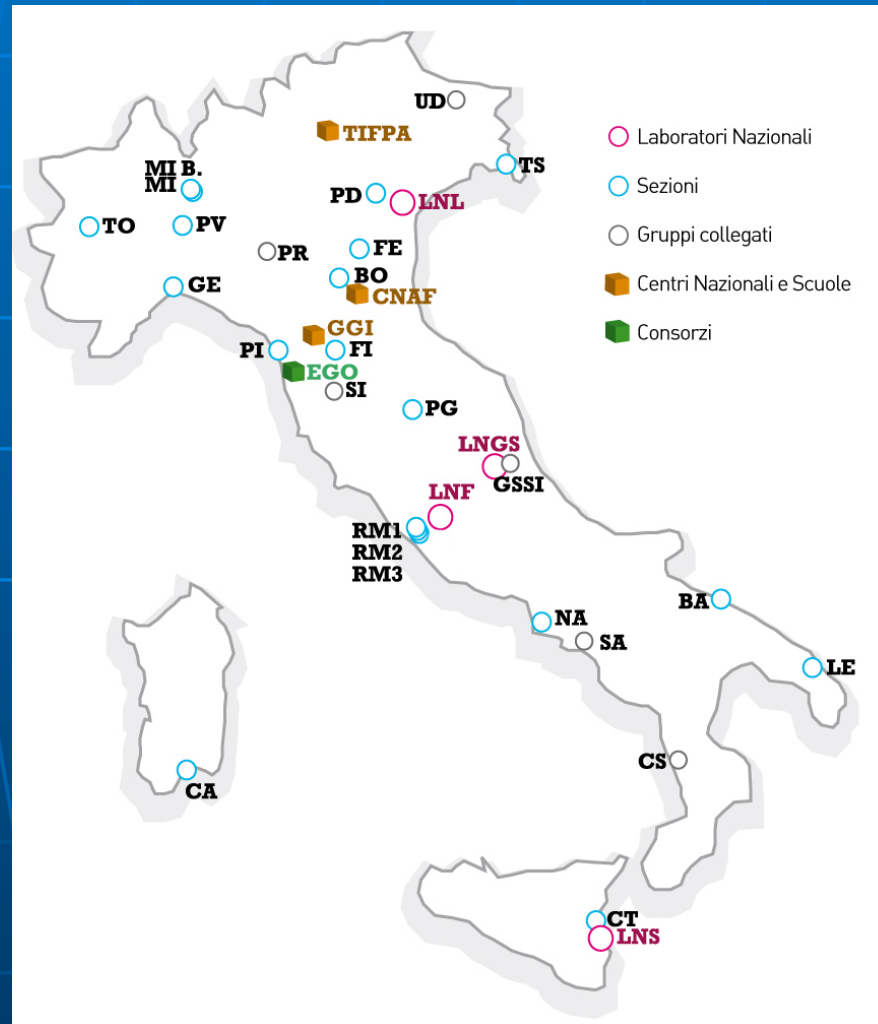 UD
TIFPA
Laboratori Nazionali
MI B.
MI
TS
PD
LNL
Sezioni
TO
PV
PR
FE
Gruppi collegati
BO
GE
CNAF
Centri Nazionali e Scuole
GGI
PI
FI
Consorzi
EGO
SI
PG
LNGS
GSSI
LNF
RM1
RM2
RM3
BA
NA
SA
LE
CS
CA
CT
LNS